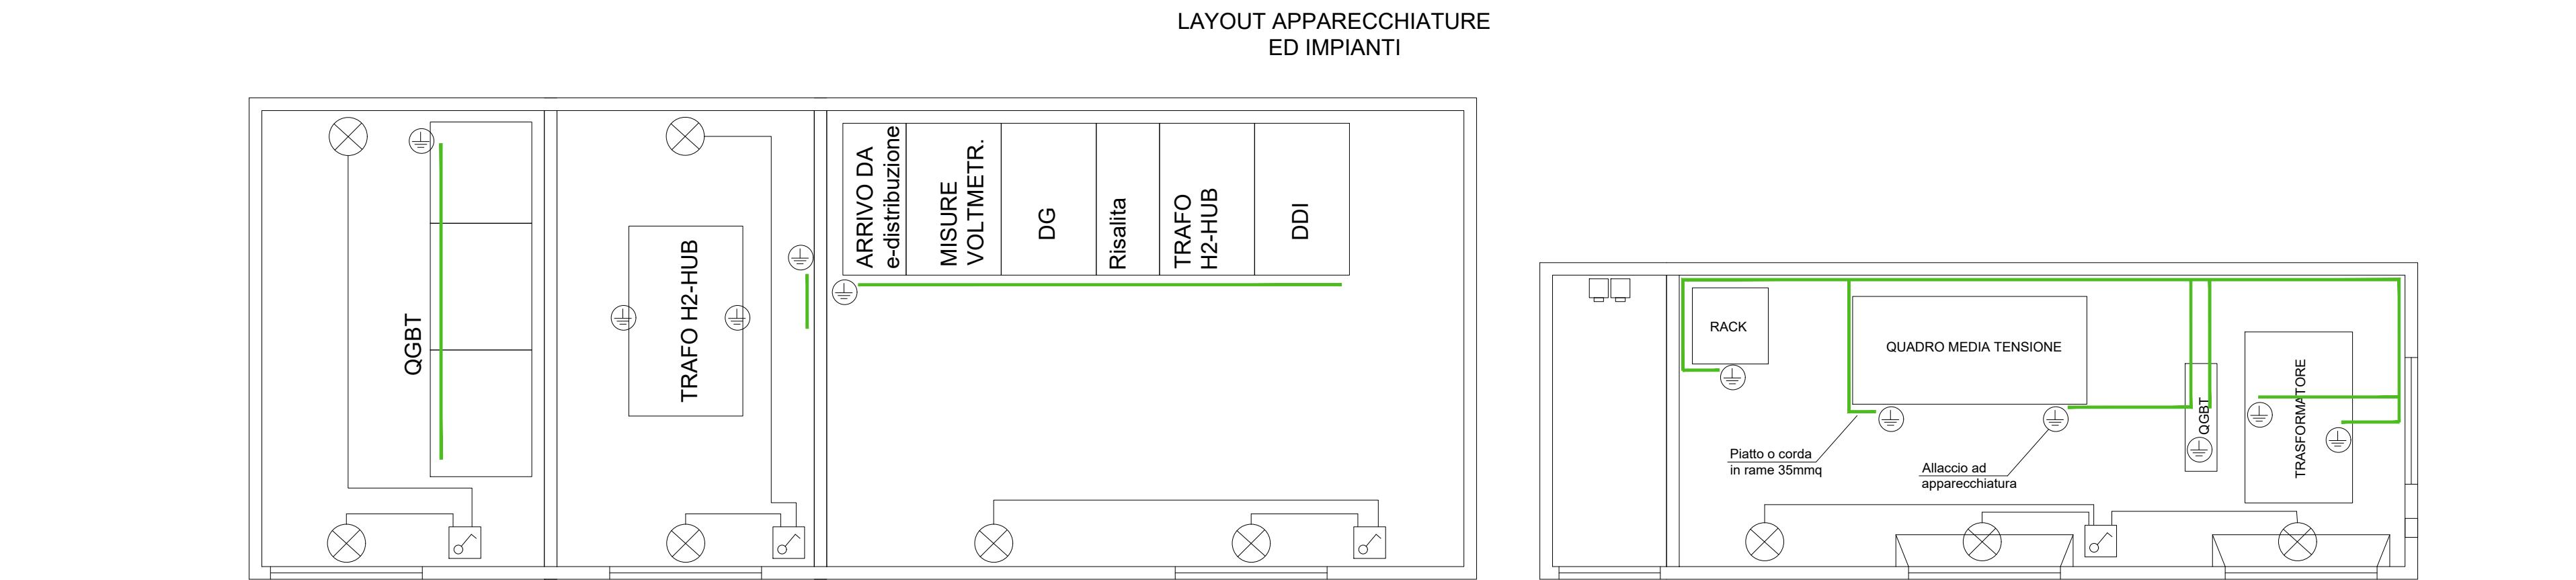 LAYOUT APPARECCHIATURE
ED IMPIANTI
QGBT
TRAFO H2-HUB
ARRIVO DA
e-distribuzione
MISURE
VOLTMETR.
DG
Risalita
TRAFO
H2-HUB
DDI
RACK
QUADRO MEDIA TENSIONE
QGBT
TRASFORMATORE
Piatto o corda
in rame 35mmq
Allaccio ad
apparecchiatura